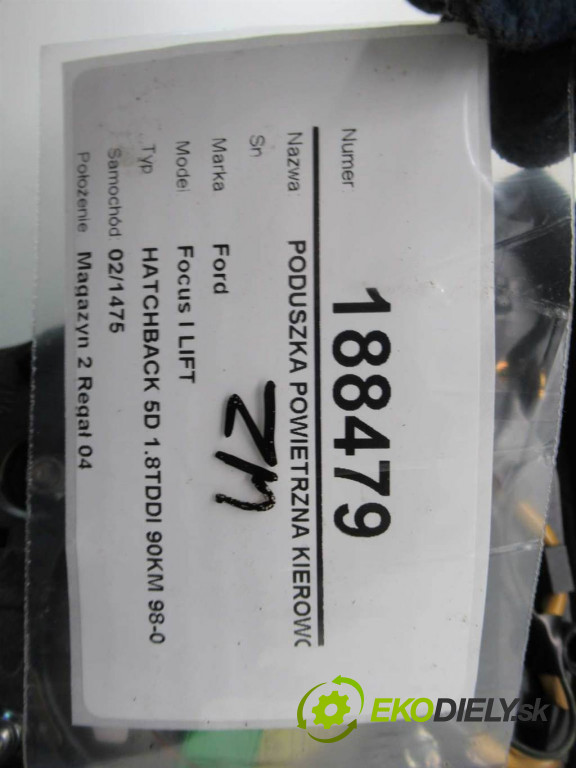 Numer 188479
Nazwa PODUSZKA POWIETRZNA KIEROWC
Sn
Marka Ford
Model Focus I LIFT
Typ HATCHBACK 5D 1.8TDDI 90KM 98-0
Samochód 02/1475
Położenie Magazyn 2 Regał 04
EKODIELY.sk